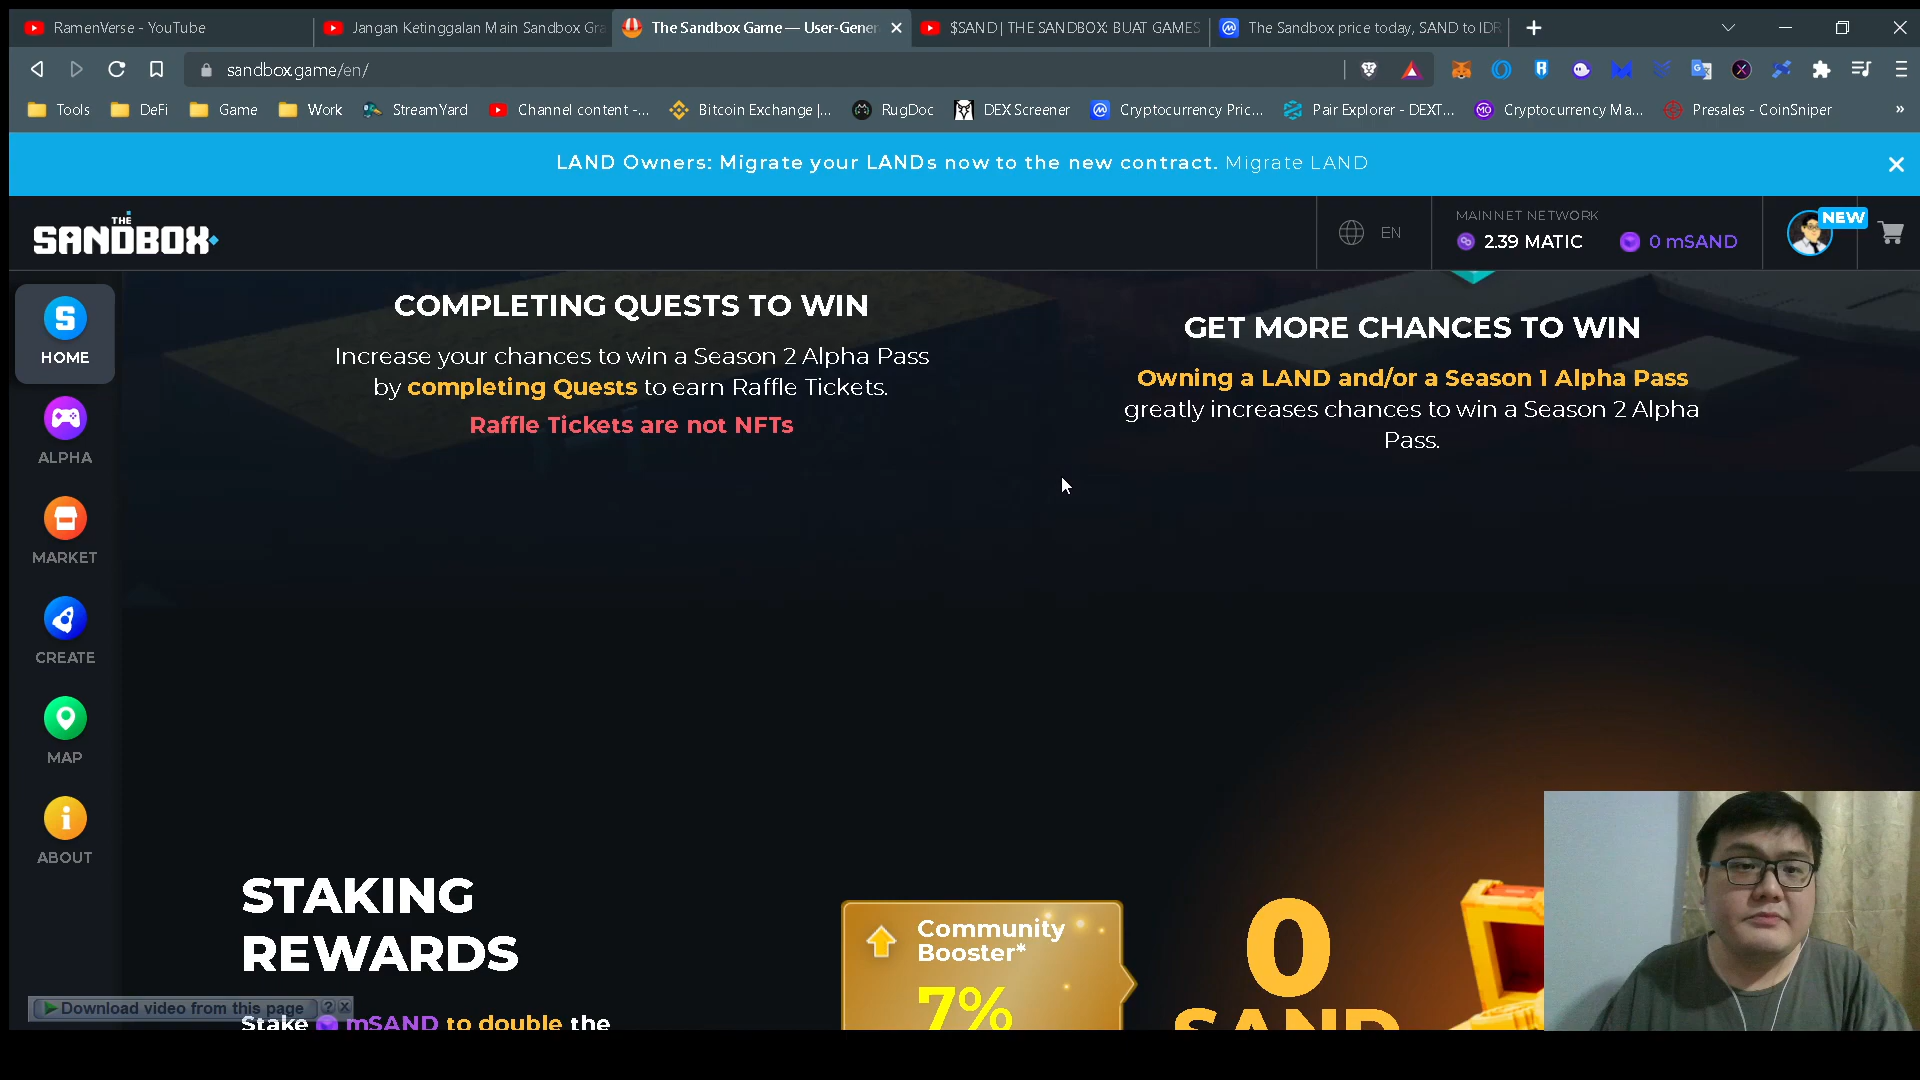 RamenVerse - YouTube
Jangan Ketinggalan Main Sandbox Gra
The Sandbox Game — User-Gener
$SAND | THE SANDBOX: BUAT GAMES
The Sandbox price today, SAND to IDR
sandbox.game/en/
Tools
DeFi
Game
Work
StreamYard
Channel content -...
Bitcoin Exchange |...
RugDoc
DEX Screener
Cryptocurrency Pric...
Pair Explorer - DEXT...
Cryptocurrency Ma...
Presales - CoinSniper
»
LAND Owners: Migrate your LANDs now to the new contract. Migrate LAND
THE
SANDBOX
EN
MAINNET NETWORK
2.39 MATIC
0 mSAND
NEW
HOME
ALPHA
MARKET
CREATE
MAP
ABOUT
COMPLETING QUESTS TO WIN
Increase your chances to win a Season 2 Alpha Pass
by completing Quests to earn Raffle Tickets.
Raffle Tickets are not NFTs
GET MORE CHANCES TO WIN
Owning a LAND and/or a Season 1 Alpha Pass
greatly increases chances to win a Season 2 Alpha
Pass.
STAKING
REWARDS
Stake mSAND to double the
Community
Booster*
7%
0
SAND
Download video from this page